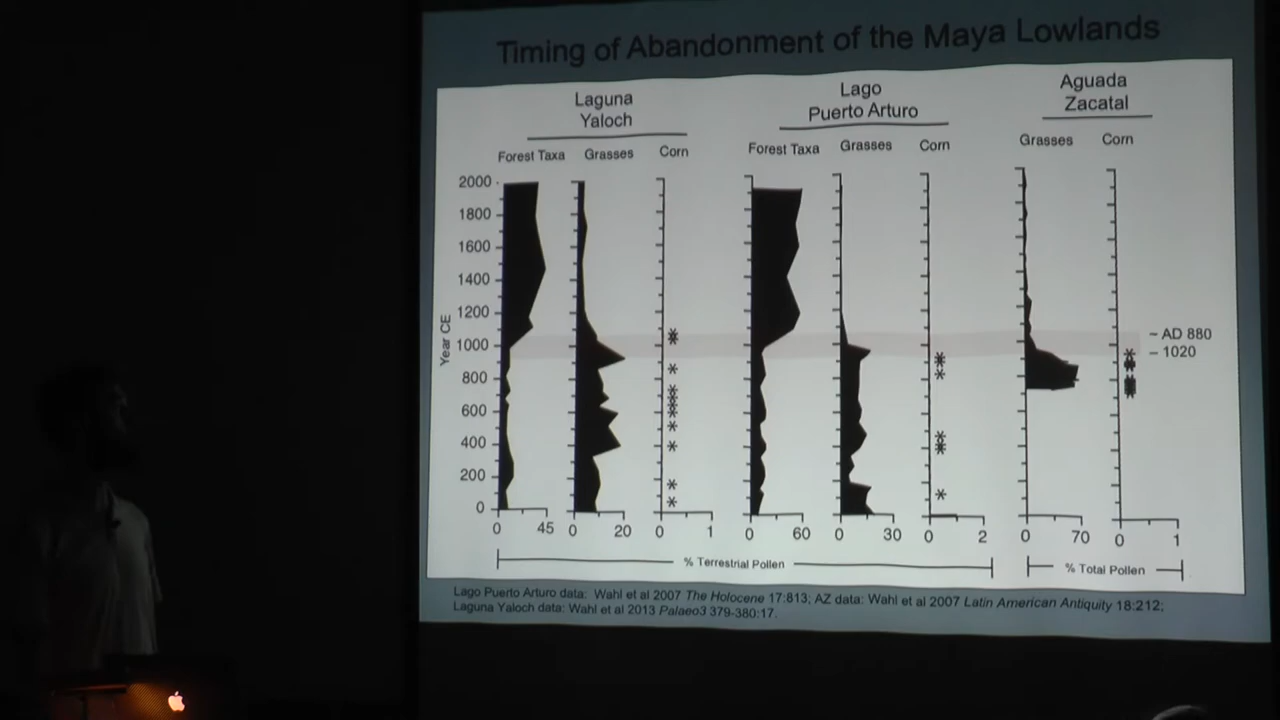 Timing of Abandonment of the Maya Lowlands
Laguna
Yaloch
Lago
Puerto Arturo
Aguada
Zacatal
Forest Taxa Grasses Corn
Forest Taxa Grasses Corn
Grasses Corn
Year CE
2000
1800
1600
1400
1200
1000
800
600
400
200
0
– AD 880
– 1020
0 45 0 20 0 1
0 60 0 30 0 2
0 70 0 1
% Terrestrial Pollen
% Total Pollen
Lago Puerto Arturo data: Wahl et al 2007 The Holocene 17:813; AZ data: Wahl et al 2007 Latin American Antiquity 18:212;
Laguna Yaloch data: Wahl et al 2013 Palaeo3 379-380:17.